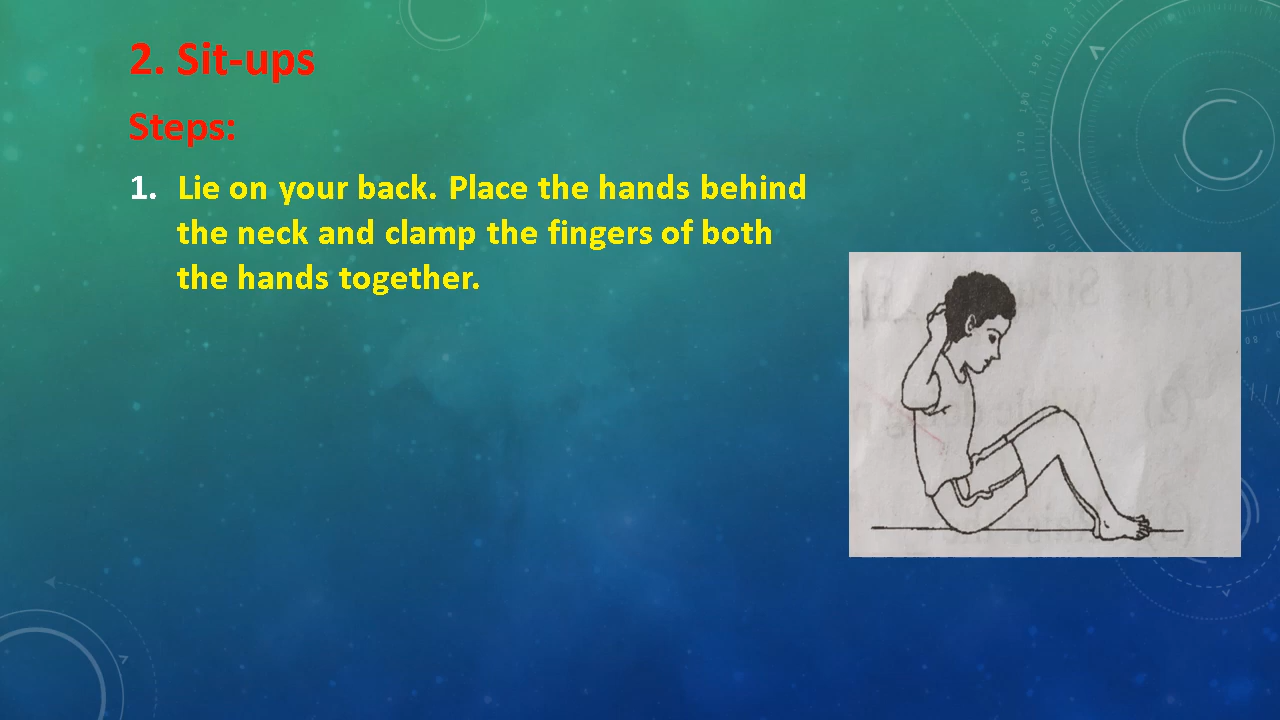 2. Sit-ups
Steps:
1. Lie on your back. Place the hands behind
the neck and clamp the fingers of both
the hands together.